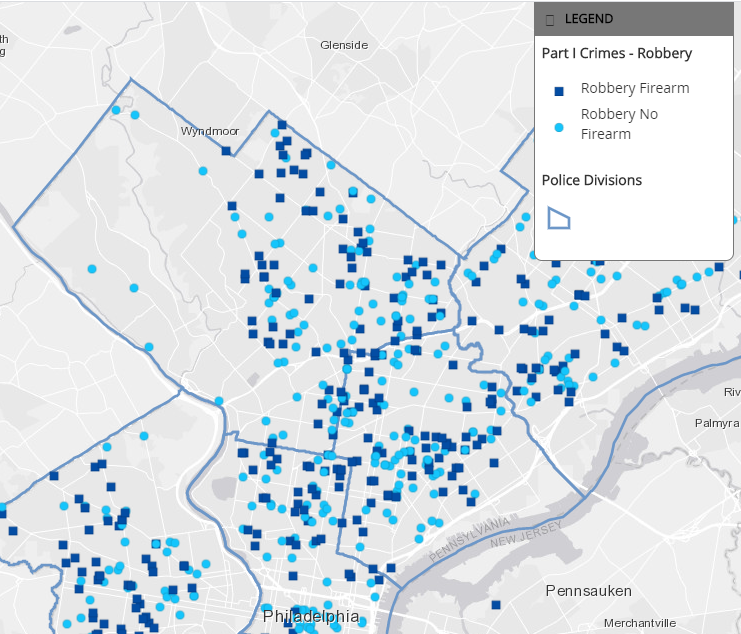 Glenside
th
g
Wyndmoor
LEGEND
Part I Crimes - Robbery
Robbery Firearm
Robbery No
Firearm
Police Divisions
Riv
Palmyra
PENNSYLVANIA
NEW JERSEY
Pennsauken
Philadelphia
Merchantville